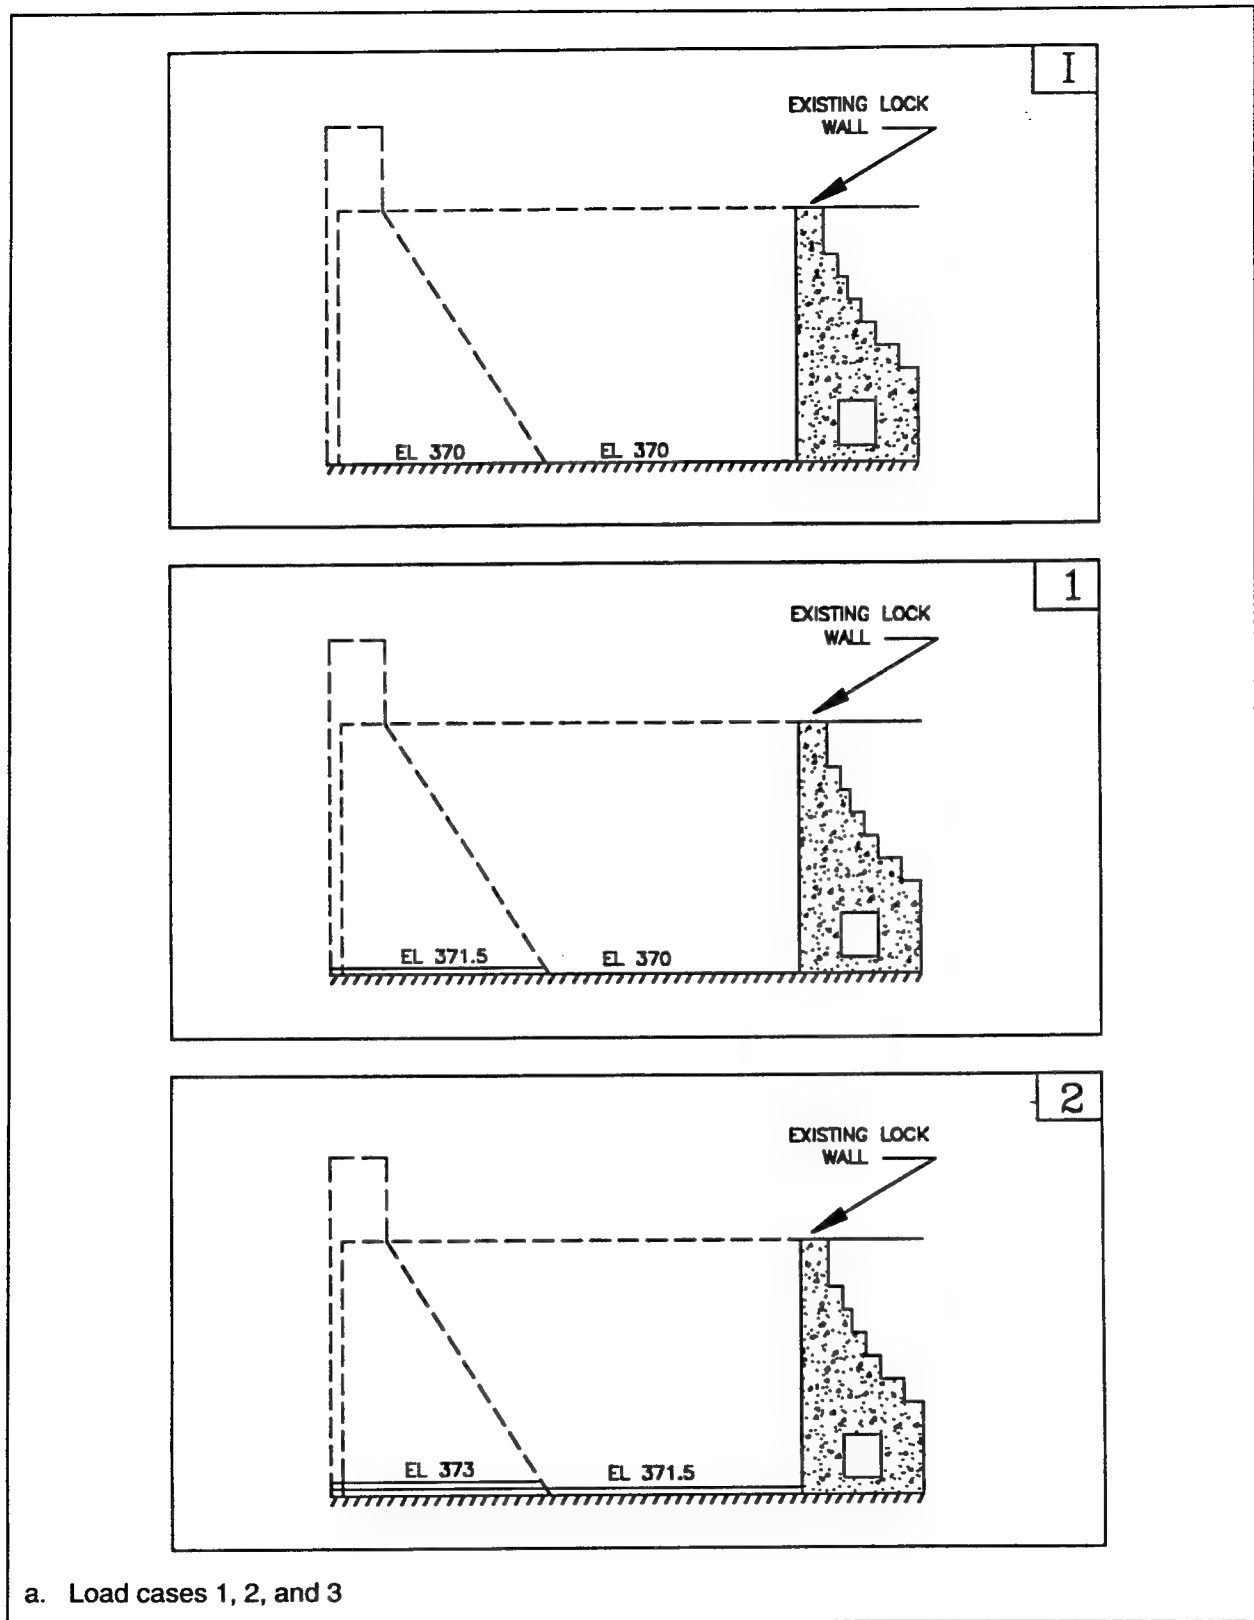 I
EXISTING LOCK
WALL
EL 370 EL 370
1
EXISTING LOCK
WALL
EL 371.5 EL 370
2
EXISTING LOCK
WALL
EL 373 EL 371.5
a. Load cases 1, 2, and 3